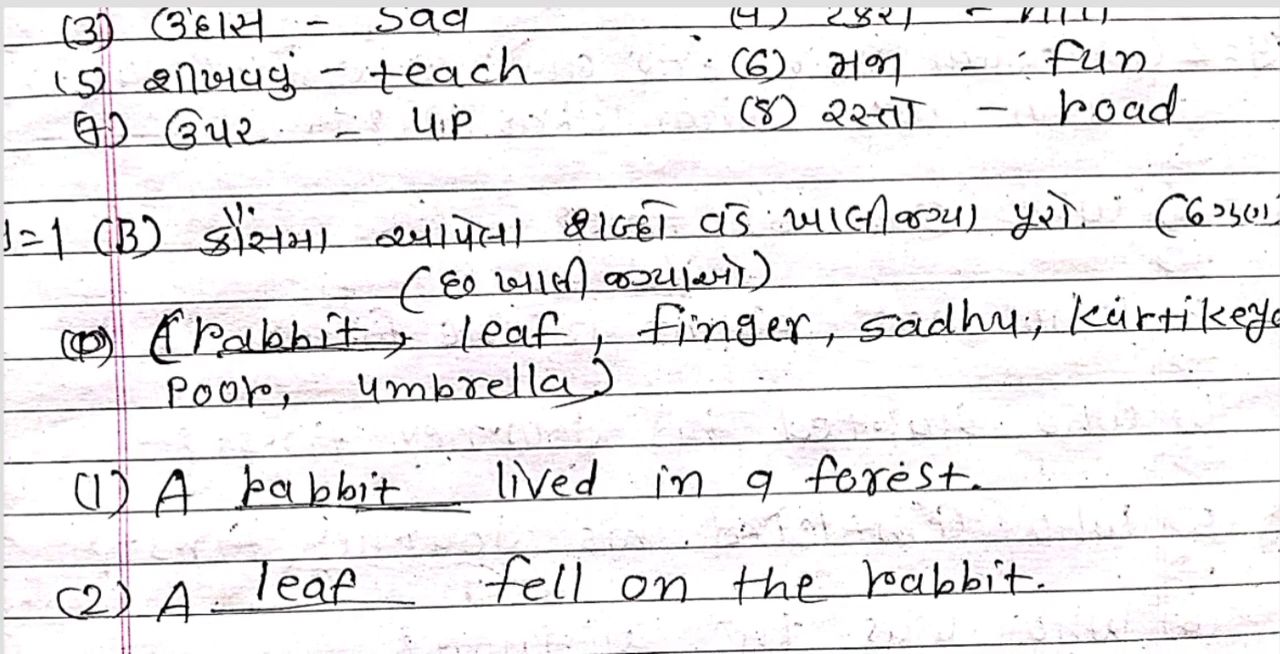 (3) ઉદાસ - sad
(5) શીખવવું - teach (6) મજા - fun
(7) ઉપર - up (8) રસ્તો - road
(B) કૌંસમાં આપેલા શબ્દો વડે ખાલીજગ્યા પુરો.
(છ ખાલી જગ્યાઓ)
(Rabbit, leaf, finger, sadhu, kartikeya
Poor, umbrella)
(1) A rabbit lived in a forest.
(2) A leaf fell on the rabbit.